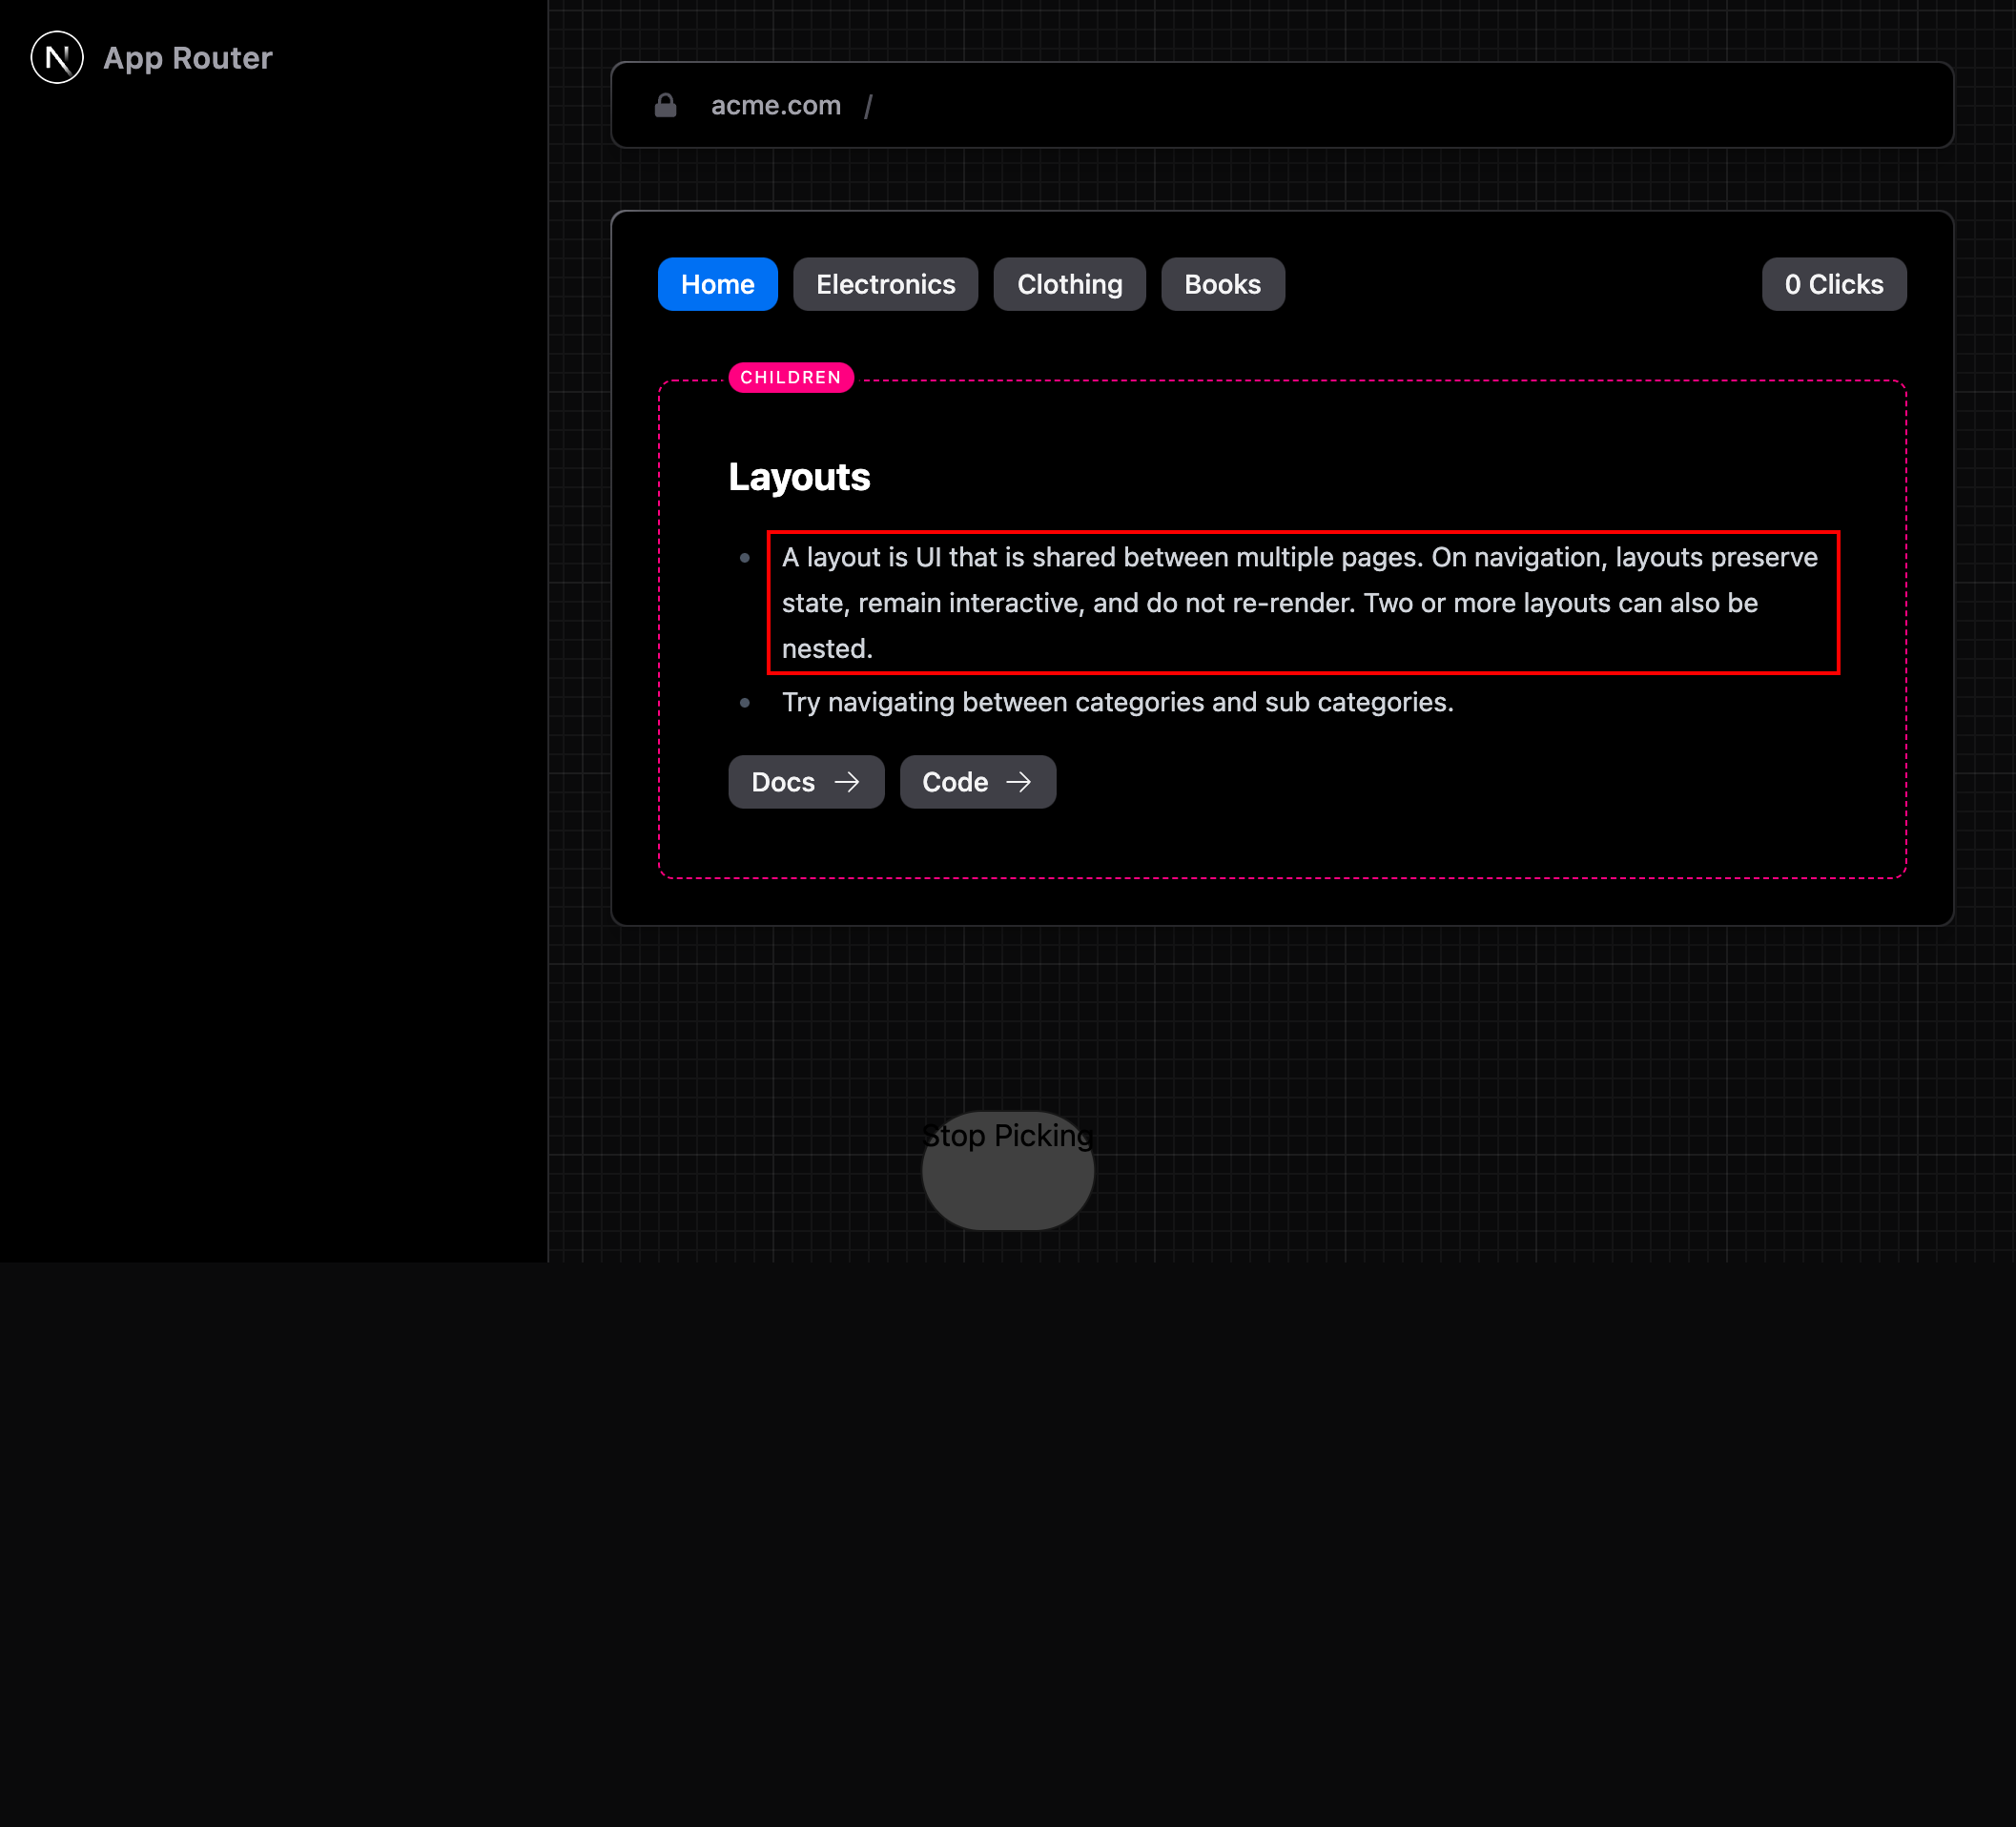 App Router
acme.com /
Home Electronics Clothing Books 0 Clicks
CHILDREN
Layouts
A layout is UI that is shared between multiple pages. On navigation, layouts preserve
state, remain interactive, and do not re-render. Two or more layouts can also be
nested.
Try navigating between categories and sub categories.
Docs → Code →
Stop Picking